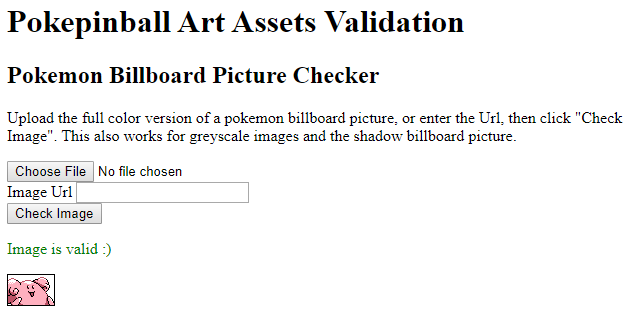 Pokepinball Art Assets Validation
Pokemon Billboard Picture Checker
Upload the full color version of a pokemon billboard picture, or enter the Url, then click "Check
Image". This also works for greyscale images and the shadow billboard picture.
Choose File No file chosen
Image Url
Check Image
Image is valid :)